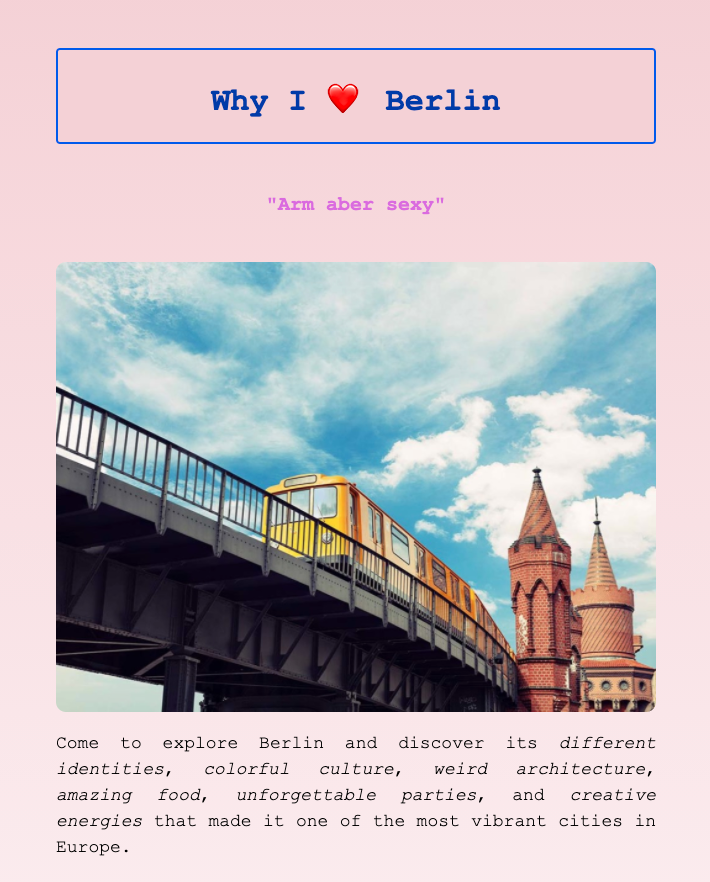 Why I ❤️ Berlin
"Arm aber sexy"
Come to explore Berlin and discover its different
identities, colorful culture, weird architecture,
amazing food, unforgettable parties, and creative
energies that made it one of the most vibrant cities in
Europe.